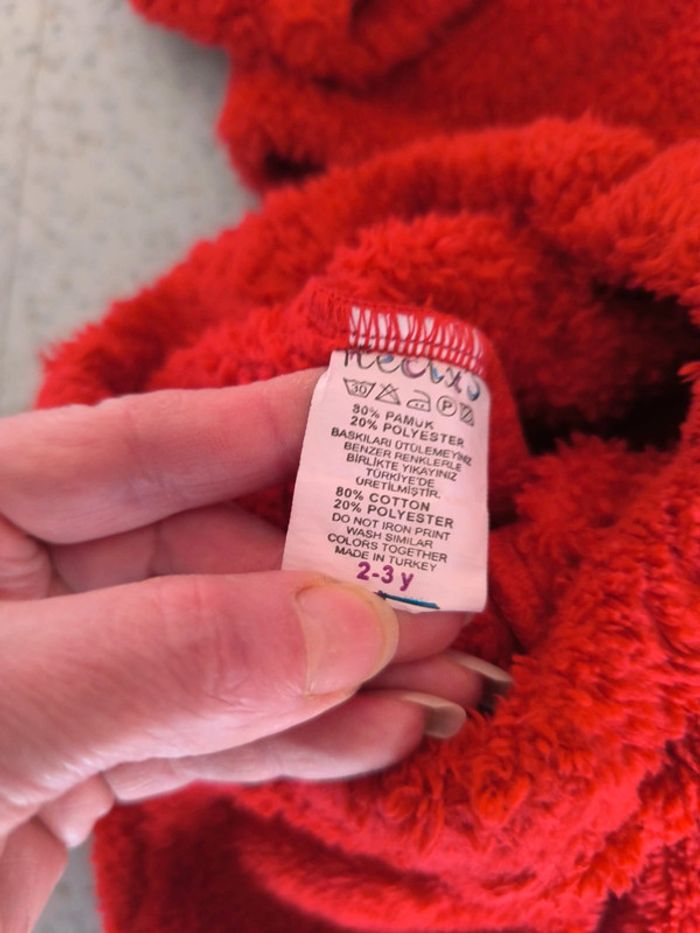 30 P
80% PAMUK
20% POLYESTER
BASKILARI ÜTÜLEMEYİNİZ
BENZER RENKLERLE
BİRLİKTE YIKAYINIZ
TÜRKİYE'DE
ÜRETİLMİŞTİR.
80% COTTON
20% POLYESTER
DO NOT IRON PRINT
WASH SIMILAR
COLORS TOGETHER
MADE IN TURKEY
2-3 y